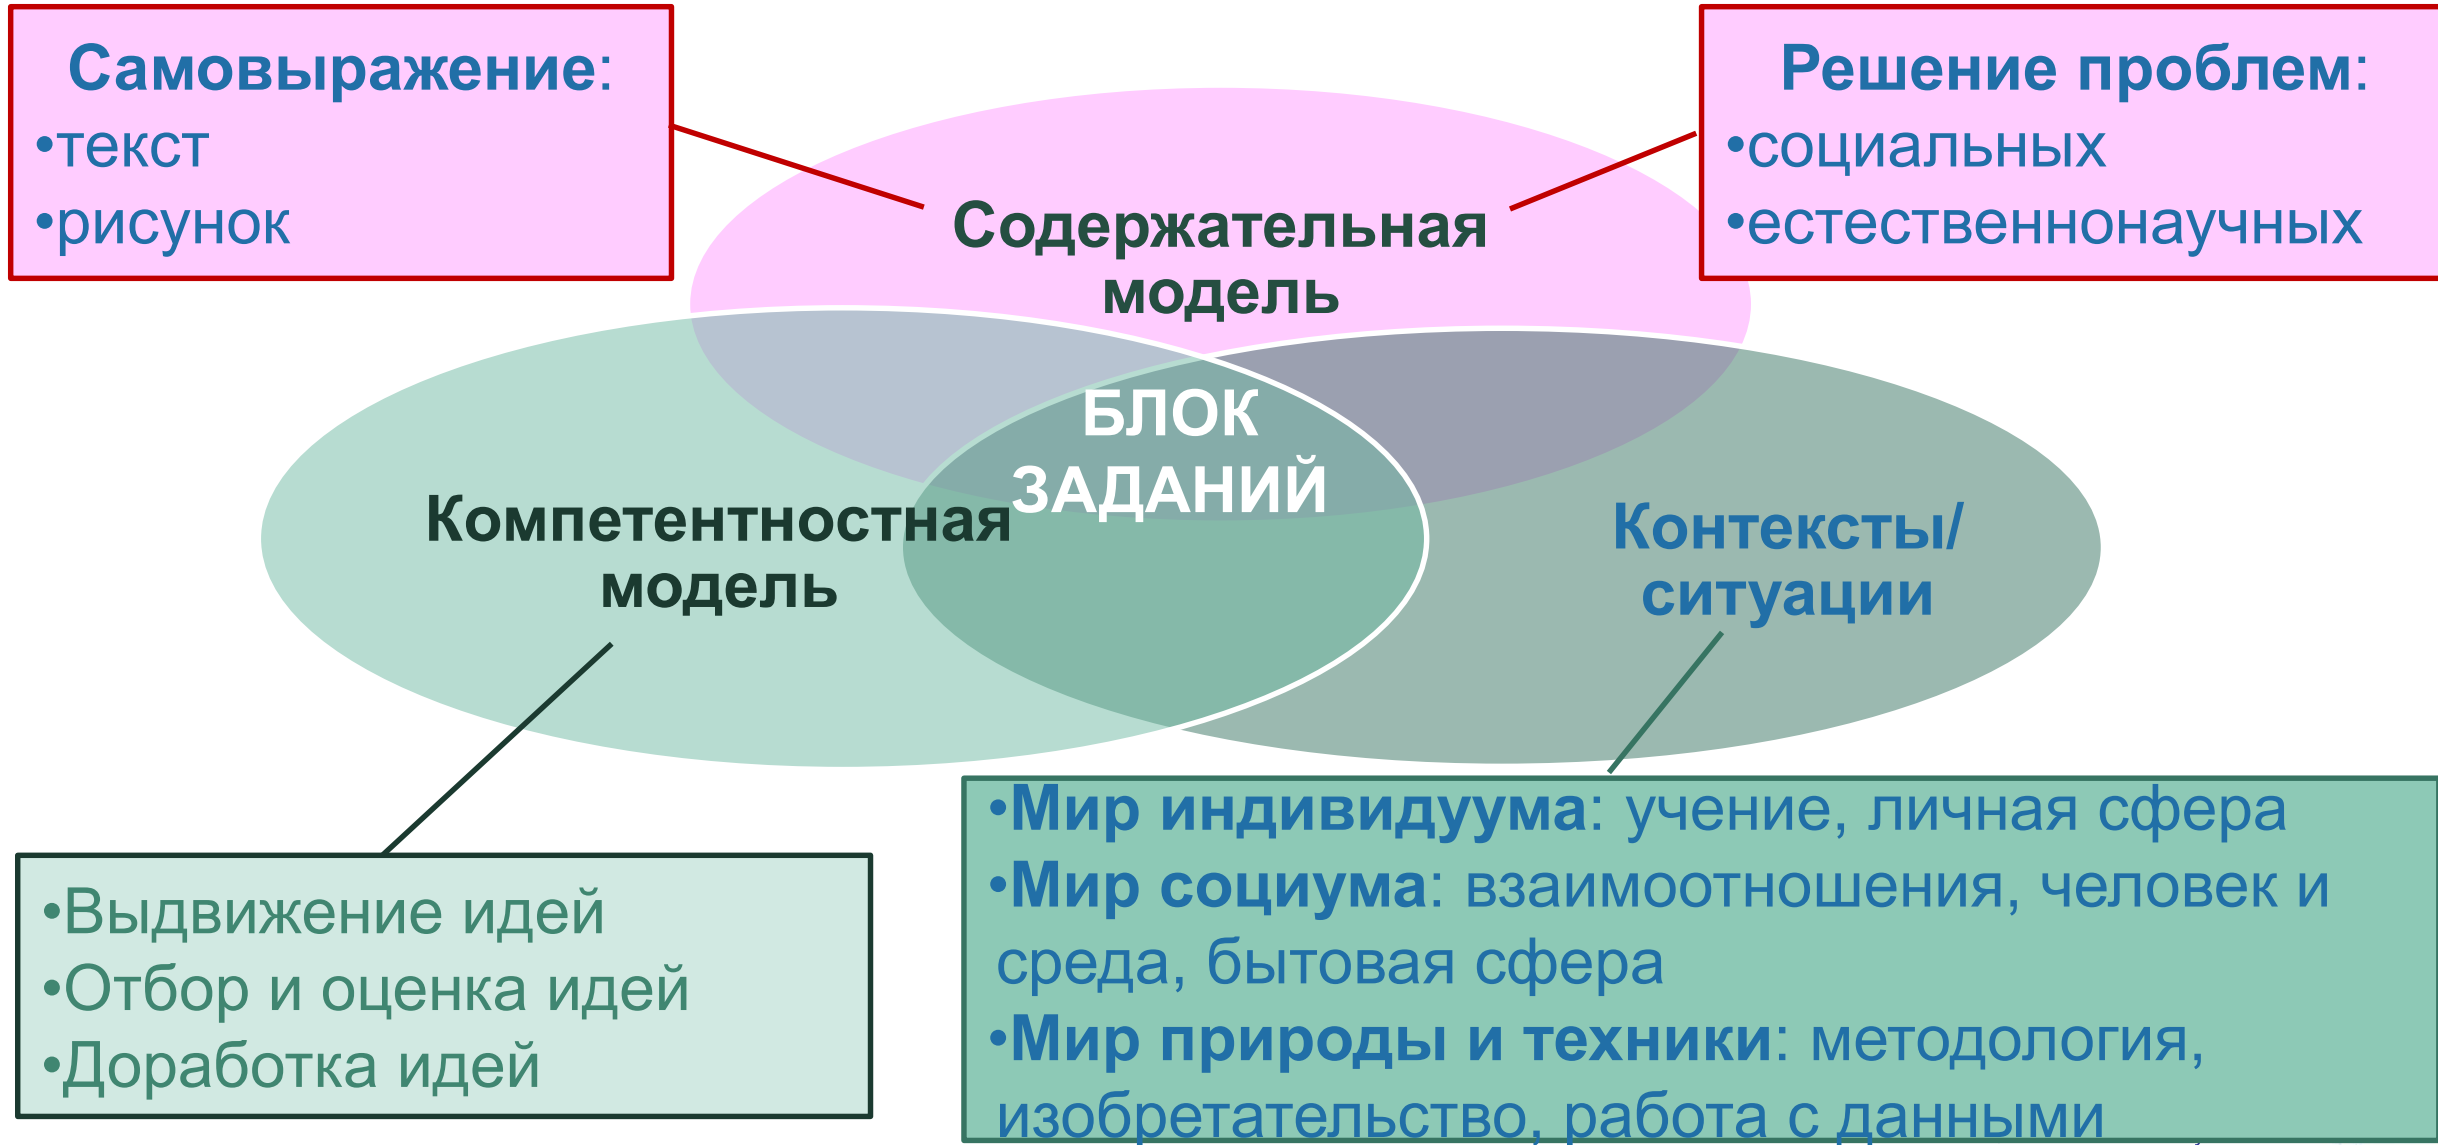 Самовыражение:
•текст
•рисунок
Решение проблем:
•социальных
•естественнонаучных
Содержательная
модель
БЛОК
ЗАДАНИЙ
Компетентностная
модель
Контексты/
ситуации
•Выдвижение идей
•Отбор и оценка идей
•Доработка идей
•Мир индивидуума: учение, личная сфера
•Мир социума: взаимоотношения, человек и
среда, бытовая сфера
•Мир природы и техники: методология,
изобретательство, работа с данными